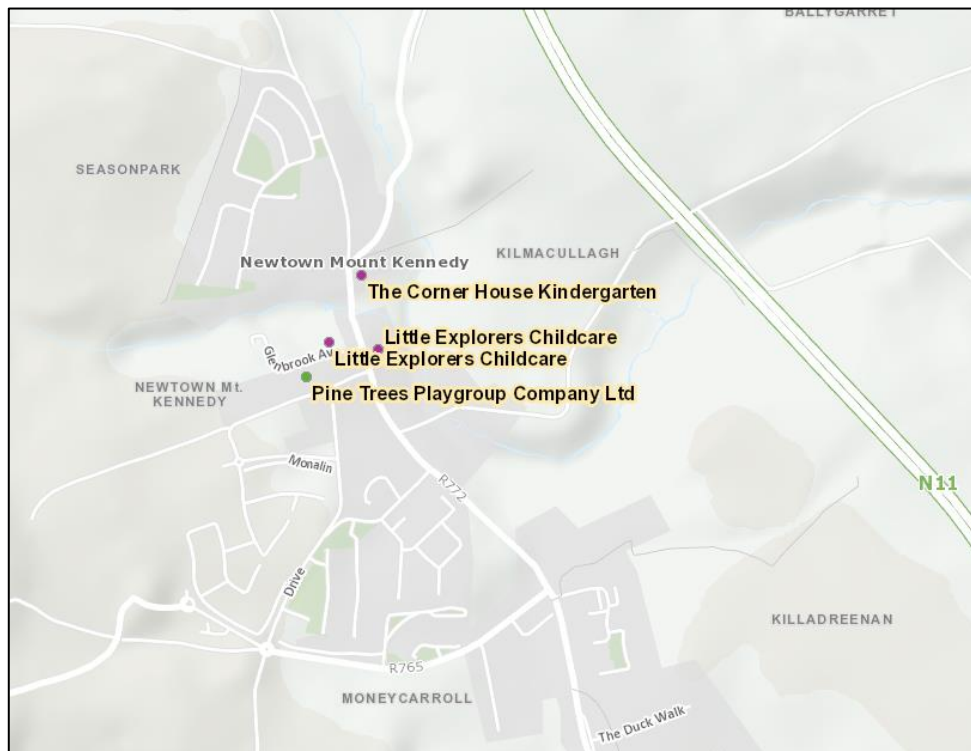 BALLYGARRET
SEASONPARK
KILMACULLAGH
Newtown Mount Kennedy
The Corner House Kindergarten
Little Explorers Childcare
Glenbrook Av
Little Explorers Childcare
NEWTOWN Mt.
KENNEDY
Pine Trees Playgroup Company Ltd
Monalin
R772
N11
Drive
KILLADREENAN
R765
MONEYCARROLL
The Duck Walk